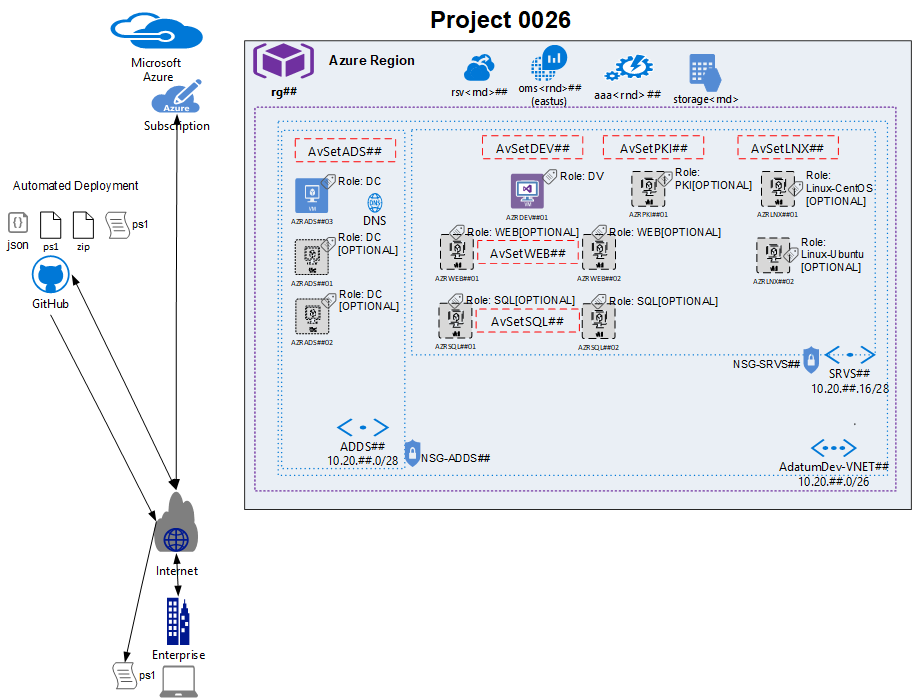 Project 0026
Microsoft
Azure
Azure
Subscription
Automated Deployment
json
ps1
zip
ps1
GitHub
Internet
Enterprise
ps1
rg##
Azure Region
rsv<rnd>##
oms<rnd>##
(eastus)
aaa<rnd> ##
storage<rnd>
AvSetADS##
Role: DC
VM
AZRADS##03
DNS
DNS
Role: DC
[OPTIONAL]
AZRADS##01
Role: DC
[OPTIONAL]
AZRADS##02
ADDS##
10.20.##.0/28
NSG-ADDS##
AvSetDEV##
AvSetPKI##
AvSetLNX##
Role: DV
VM
AZRDEV##01
Role:
PKI[OPTIONAL]
AZRPKI##01
Role:
Linux-CentOS
[OPTIONAL]
AZRLNX##01
Role: WEB[OPTIONAL]
AZRWEB##01
AvSetWEB##
Role: WEB[OPTIONAL]
AZRWEB##02
Role:
Linux-Ubuntu
[OPTIONAL]
AZRLNX##02
Role: SQL[OPTIONAL]
AZRSQL##01
AvSetSQL##
Role: SQL[OPTIONAL]
AZRSQL##02
NSG-SRVS##
SRVS##
10.20.##.16/28
AdatumDev-VNET##
10.20.##.0/26